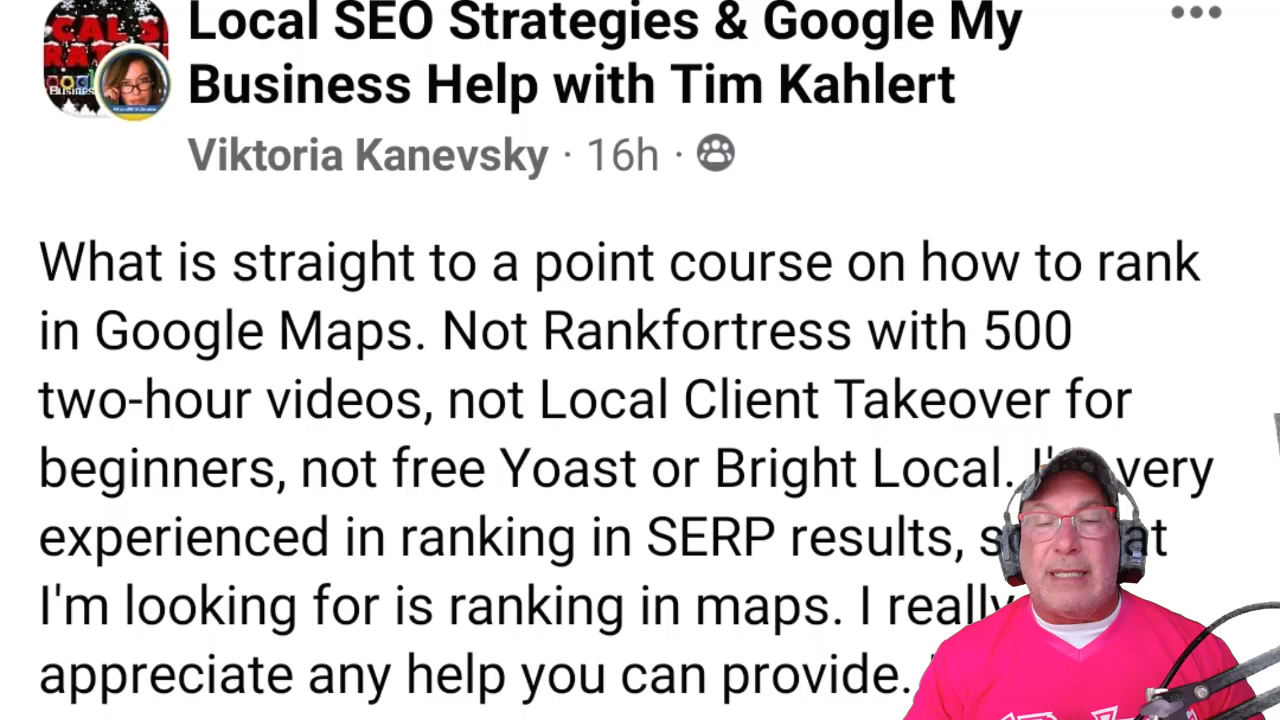 Local SEO Strategies & Google My
Business Help with Tim Kahlert
Viktoria Kanevsky · 16h ·
What is straight to a point course on how to rank
in Google Maps. Not Rankfortress with 500
two-hour videos, not Local Client Takeover for
beginners, not free Yoast or Bright Local. very
experienced in ranking in SERP results,
I'm looking for is ranking in maps. I really
appreciate any help you can provide.